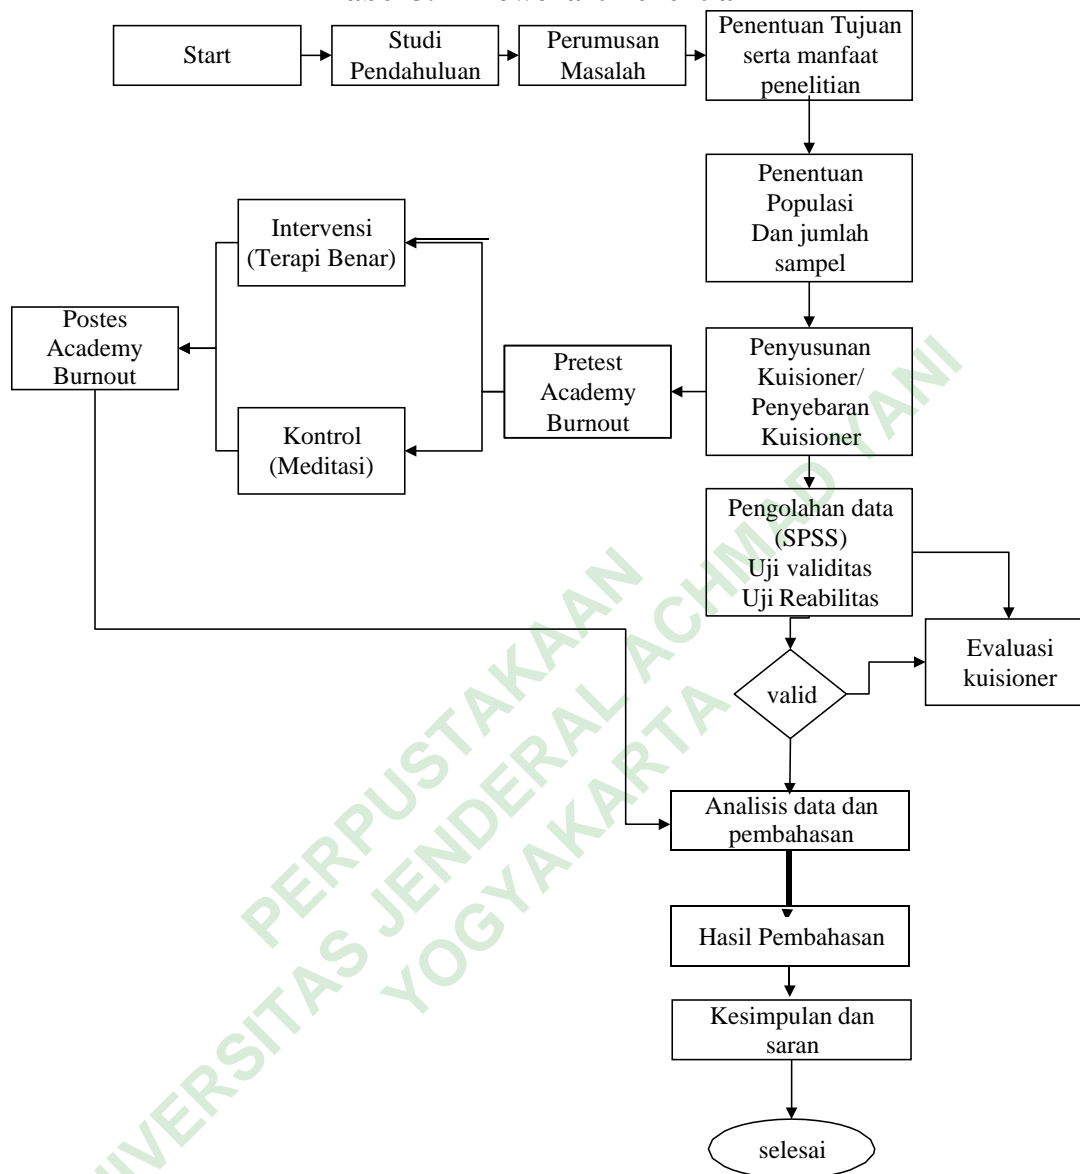 Start
Studi
Pendahuluan
Perumusan
Masalah
Penentuan Tujuan
serta manfaat
penelitian
Penentuan
Populasi
Dan jumlah
sampel
Intervensi
(Terapi Benar)
Postes
Academy
Burnout
Pretest
Academy
Burnout
Penyusunan
Kuisioner/
Penyebaran
Kuisioner
Kontrol
(Meditasi)
Pengolahan data
(SPSS)
Uji validitas
Uji Reabilitas
Evaluasi
kuisioner
valid
Analisis data dan
pembahasan
Hasil Pembahasan
Kesimpulan dan
saran
selesai
PERPUSTAKAAN
JENDERAL ACHMAD YANI
YOGYAKARTA